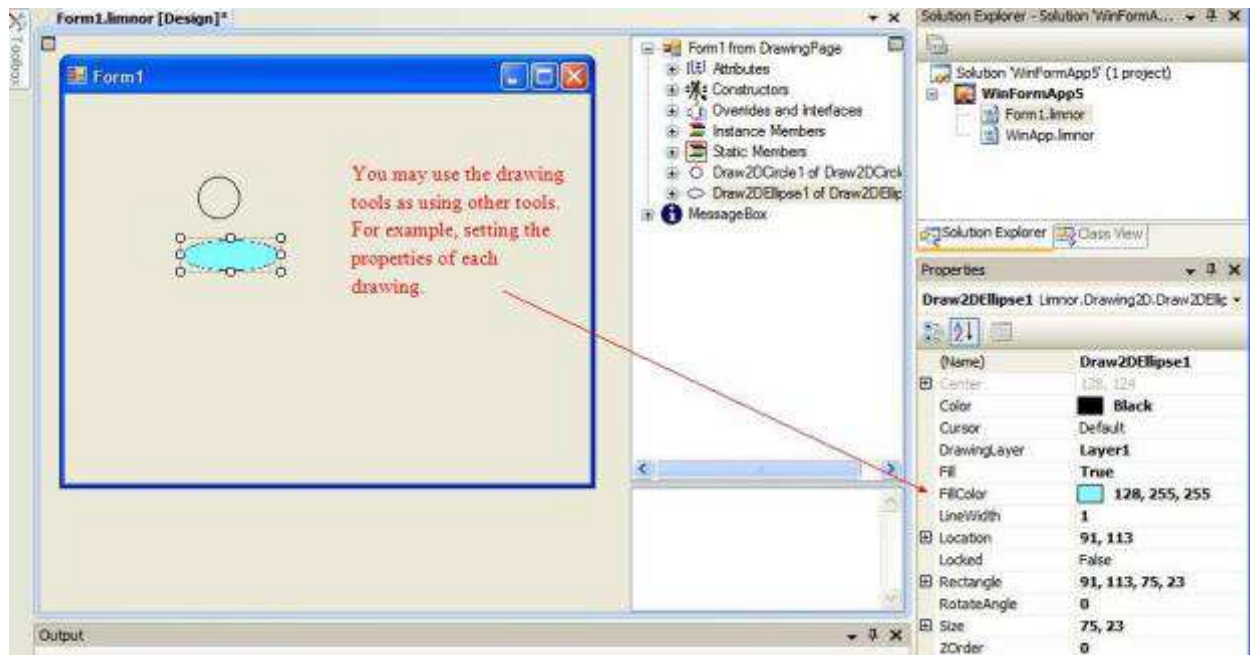 Toolbox
Form1.limnor [Design]*
Form1
You may use the drawing
tools as using other tools.
For example, setting the
properties of each
drawing.
Form1 from DrawingPage
Attributes
Constructors
Overrides and Interfaces
Instance Members
Static Members
Draw2DCircle1 of Draw2DCircl
Draw2DEllipse1 of Draw2DEllip
MessageBox
Output
Solution Explorer - Solution 'WinFormA...
Solution 'WinFormApp5' (1 project)
WinFormApp5
Form1.limnor
WinApp.limnor
Solution Explorer Class View
Properties
Draw2DEllipse1 Limnor.Drawing2D.Draw2DEllip
(Name) Draw2DEllipse1
Center 128, 124
Color Black
Cursor Default
DrawingLayer Layer1
Fill True
FillColor 128, 255, 255
LineWidth 1
Location 91, 113
Locked False
Rectangle 91, 113, 75, 23
RotateAngle 0
Size 75, 23
ZOrder 0